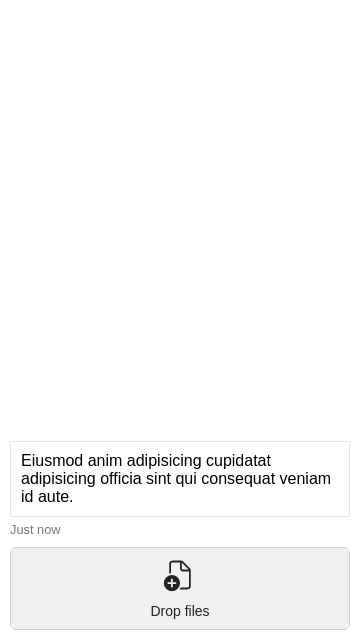 Eiusmod anim adipisicing cupidatat
adipisicing officia sint qui consequat veniam
id aute.
Just now
Drop files